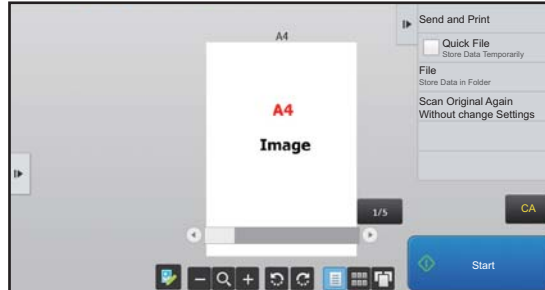 A4
A4
Image
1/5
Send and Print
Quick File
Store Data Temporarily
File
Store Data in Folder
Scan Original Again
Without change Settings
CA
Start